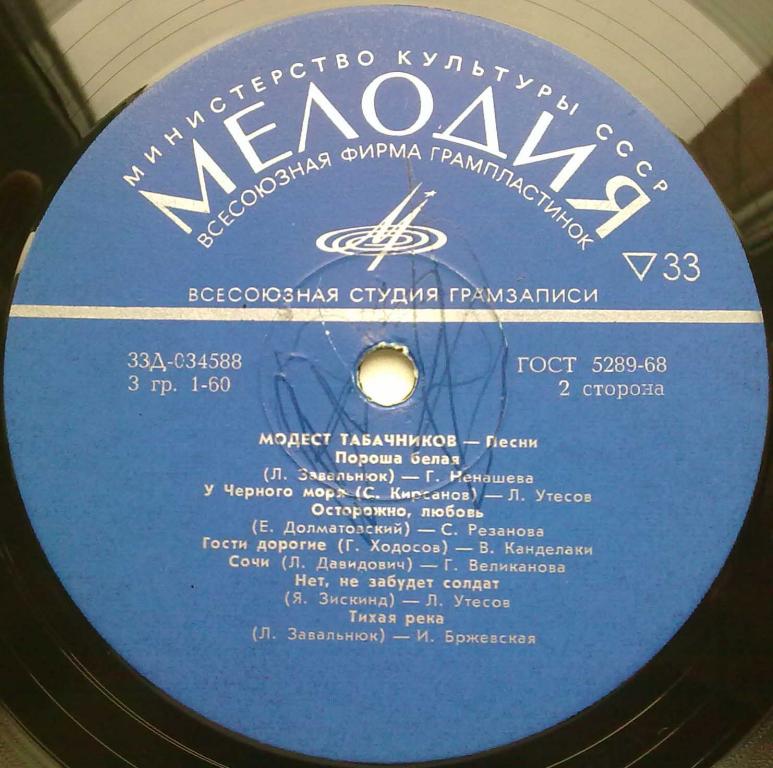 МИНИСТЕРСТВО КУЛЬТУРЫ СССР
МЕЛОДИЯ
ВСЕСОЮЗНАЯ ФИРМА ГРАМПЛАСТИНОК
33
ВСЕСОЮЗНАЯ СТУДИЯ ГРАМЗАПИСИ
33Д-034588
ГОСТ 5289-68
3 гр. 1-60
2 сторона
МОДЕСТ ТАБАЧНИКОВ — Песни
Пороша белая
(Л. Завальнюк) — Г. Ненашева
У Черного моря (С. Кирсанов) — Л. Утесов
Осторожно, любовь
(Е. Долматовский) — С. Резанова
Гости дорогие (Г. Ходосов) — В. Канделаки
Сочи (Л. Давидович) — Г. Великанова
Нет, не забудет солдат
(Я. Зискинд) — Л. Утесов
Тихая река
(Л. Завальнюк) — И. Бржевская